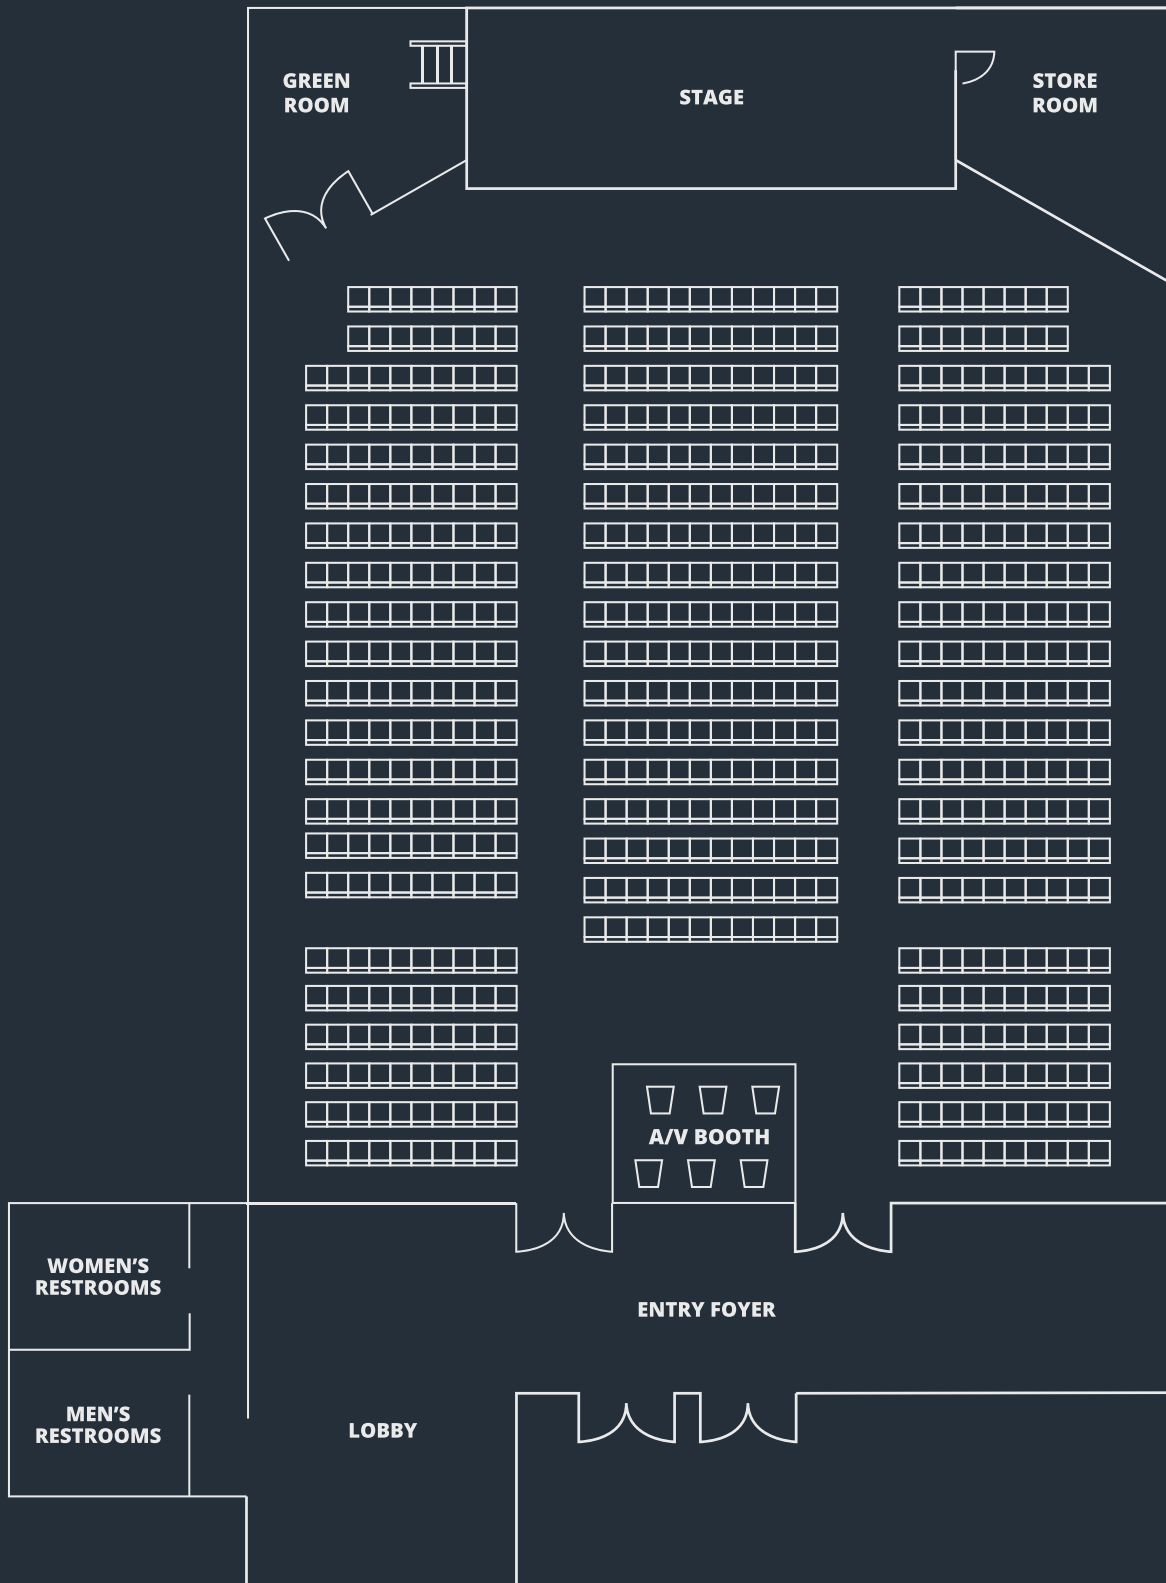 GREEN
ROOM
STAGE
STORE
ROOM
A/V BOOTH
WOMEN’S
RESTROOMS
ENTRY FOYER
MEN’S
RESTROOMS
LOBBY